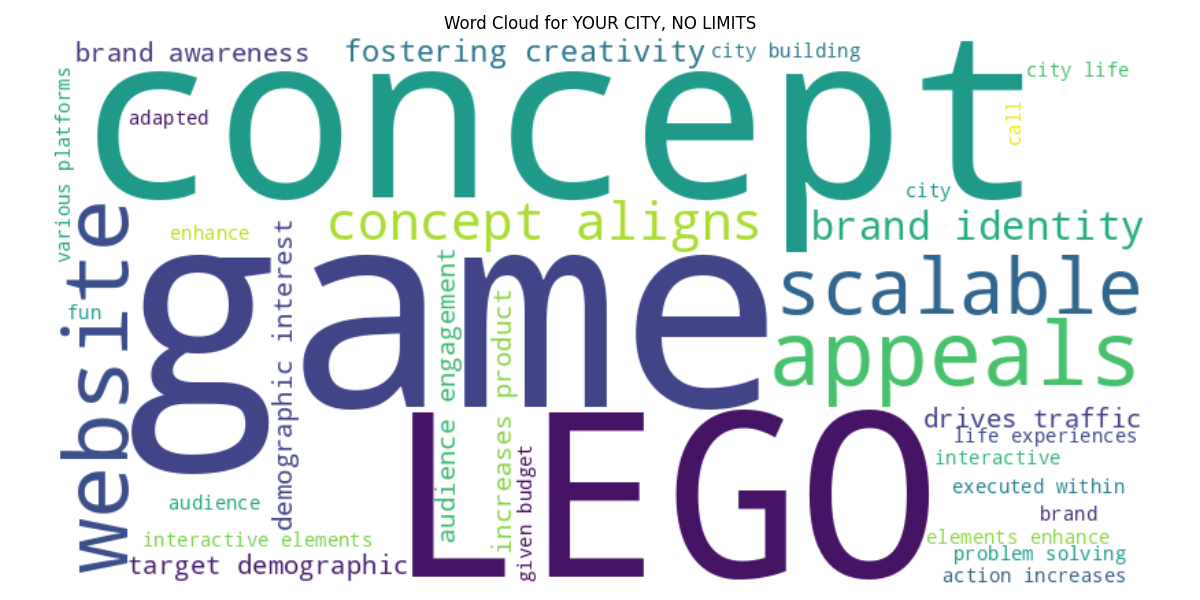 Word Cloud for YOUR CITY, NO LIMITS
brand awareness
fostering creativity
city building
city life
various platforms
concept
adapted
call
city
website
enhance
demographic interest
concept aligns
brand identity
game
audience engagement
increases product
scalable
fun
appeals
LEGO
drives traffic
life experiences
interactive
given budget
executed within
audience
brand
interactive elements
elements enhance
problem solving
target demographic
action increases